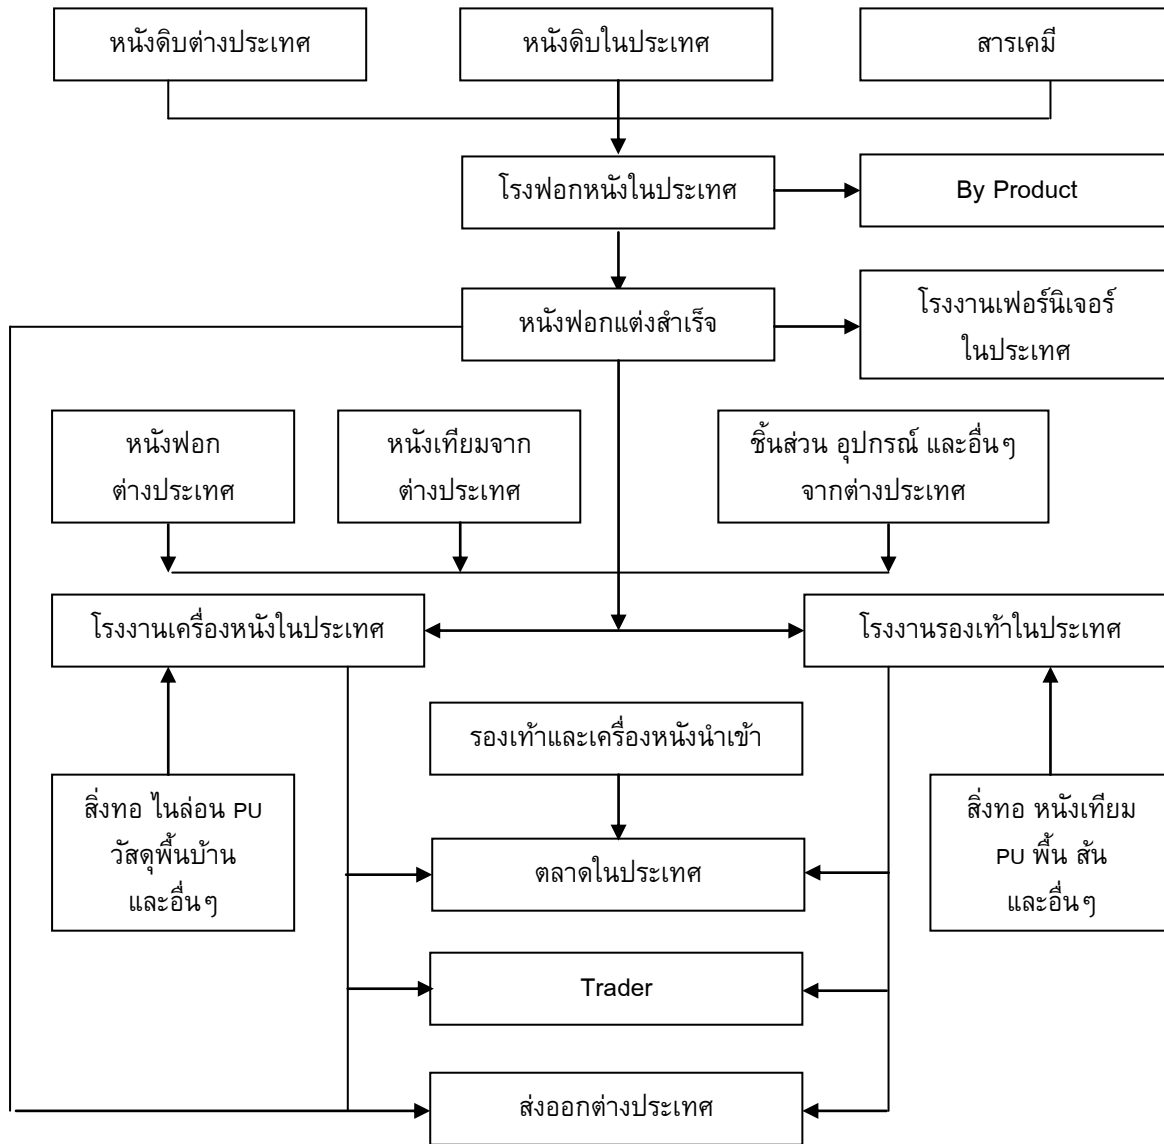 หนังดิบต่างประเทศ
หนังดิบในประเทศ
สารเคมี
โรงฟอกหนังในประเทศ
By Product
หนังฟอกแต่งสำเร็จ
โรงงานเฟอร์นิเจอร์
ในประเทศ
หนังฟอก
ต่างประเทศ
หนังเทียมจาก
ต่างประเทศ
ชิ้นส่วน อุปกรณ์ และอื่นๆ
จากต่างประเทศ
โรงงานเครื่องหนังในประเทศ
โรงงานรองเท้าในประเทศ
รองเท้าและเครื่องหนังนำเข้า
สิ่งทอ ไนล่อน PU
วัสดุพื้นบ้าน
และอื่นๆ
ตลาดในประเทศ
สิ่งทอ หนังเทียม
PU พื้น ส้น
และอื่นๆ
Trader
ส่งออกต่างประเทศ